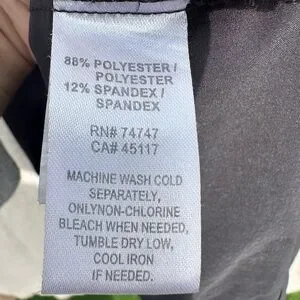 88% POLYESTER /
POLYESTER
12% SPANDEX /
SPANDEX
RN# 74747
CA# 45117
MACHINE WASH COLD
SEPARATELY,
ONLYNON-CHLORINE
BLEACH WHEN NEEDED,
TUMBLE DRY LOW,
COOL IRON
IF NEEDED.